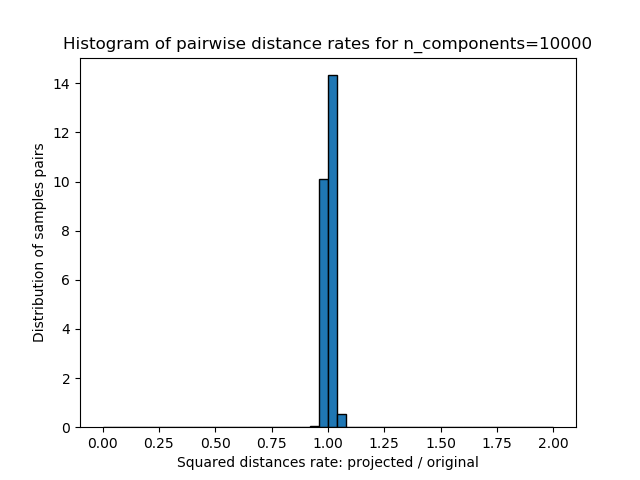 Histogram of pairwise distance rates for n_components=10000
14
12
10
8
6
4
2
0
Distribution of samples pairs
0.00 0.25 0.50 0.75 1.00 1.25 1.50 1.75 2.00
Squared distances rate: projected / original